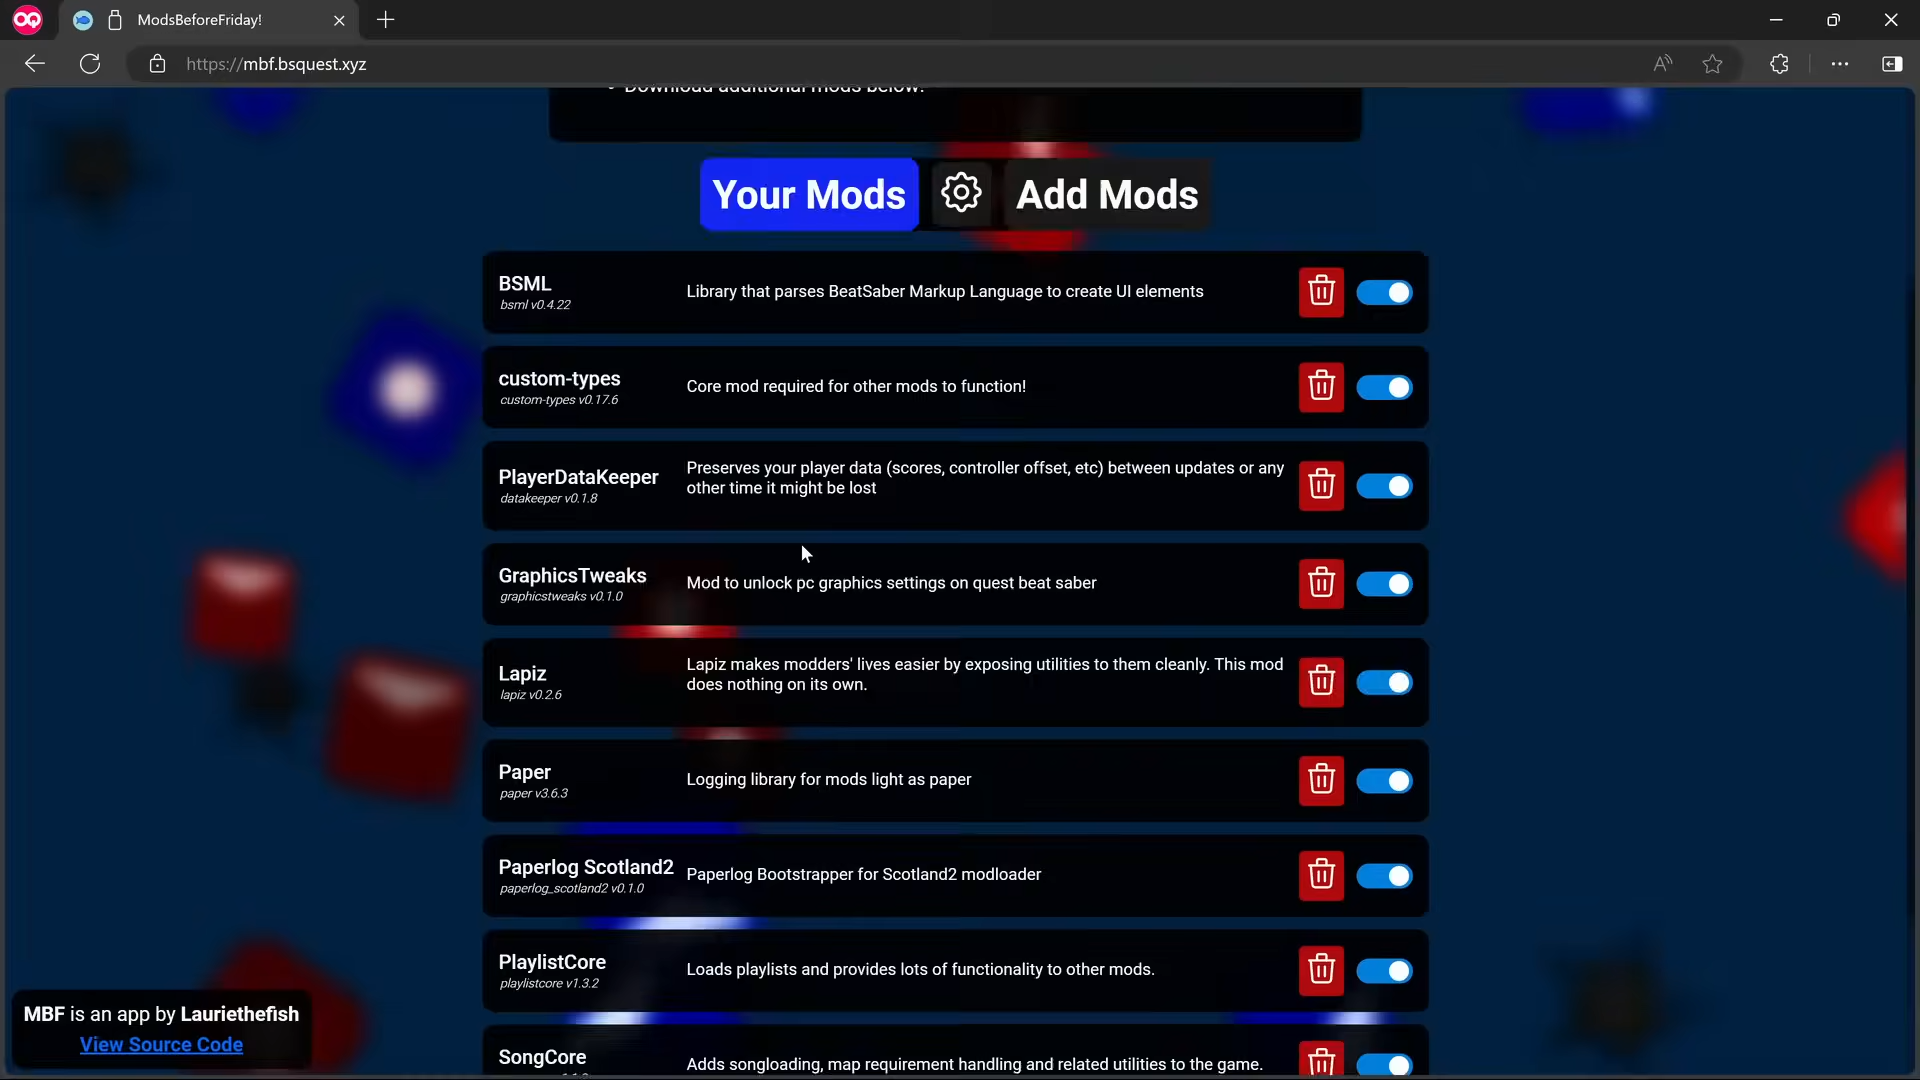 ModsBeforeFriday!
https://mbf.bsquest.xyz
Download additional mods below!
Your Mods
Add Mods
BSML
bsml v0.4.22
Library that parses BeatSaber Markup Language to create UI elements
custom-types
custom-types v0.17.6
Core mod required for other mods to function!
PlayerDataKeeper
datakeeper v0.1.8
Preserves your player data (scores, controller offset, etc) between updates or any
other time it might be lost
GraphicsTweaks
graphicstweaks v0.1.0
Mod to unlock pc graphics settings on quest beat saber
Lapiz
lapiz v0.2.6
Lapiz makes modders' lives easier by exposing utilities to them cleanly. This mod
does nothing on its own.
Paper
paper v3.6.3
Logging library for mods light as paper
Paperlog Scotland2
paperlog_scotland2 v0.1.0
Paperlog Bootstrapper for Scotland2 modloader
PlaylistCore
playlistcore v1.3.2
Loads playlists and provides lots of functionality to other mods.
SongCore
Adds songloading, map requirement handling and related utilities to the game.
MBF is an app by Lauriethefish
View Source Code